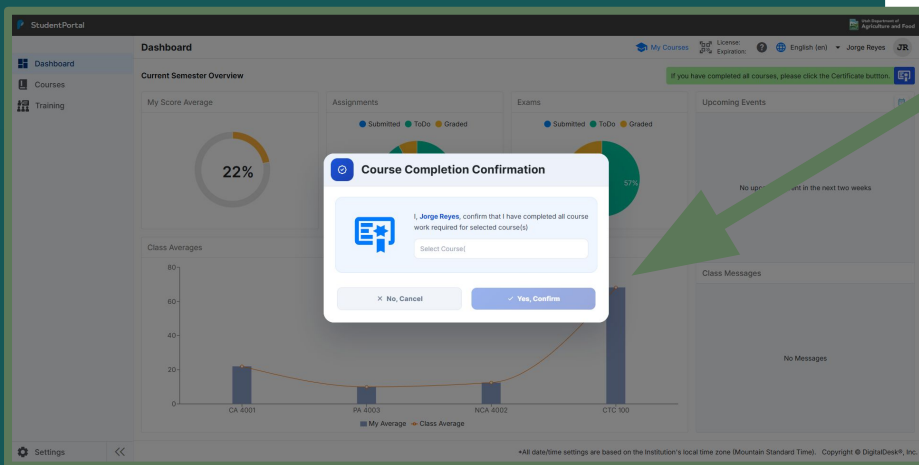 StudentPortal
Utah Department of
Agriculture and Food
Dashboard
My Courses
License:
Expiration:
English (en)
Jorge Reyes
JR
Dashboard
Courses
Training
Current Semester Overview
If you have completed all courses, please click the Certificate buttton.
My Score Average
Assignments
Exams
Upcoming Events
Submitted ToDo Graded
Submitted ToDo Graded
22%
57%
in the next two weeks
Course Completion Confirmation
I, Jorge Reyes, confirm that I have completed all course
work required for selected course(s)
Select Course
× No, Cancel
✓ Yes, Confirm
Class Averages
80
60
40
20
0
CA 4001
PA 4003
NCA 4002
CTC 100
My Average Class Average
Class Messages
No Messages
Settings
*All date/time settings are based on the Institution's local time zone (Mountain Standard Time). Copyright © DigitalDesk®, Inc